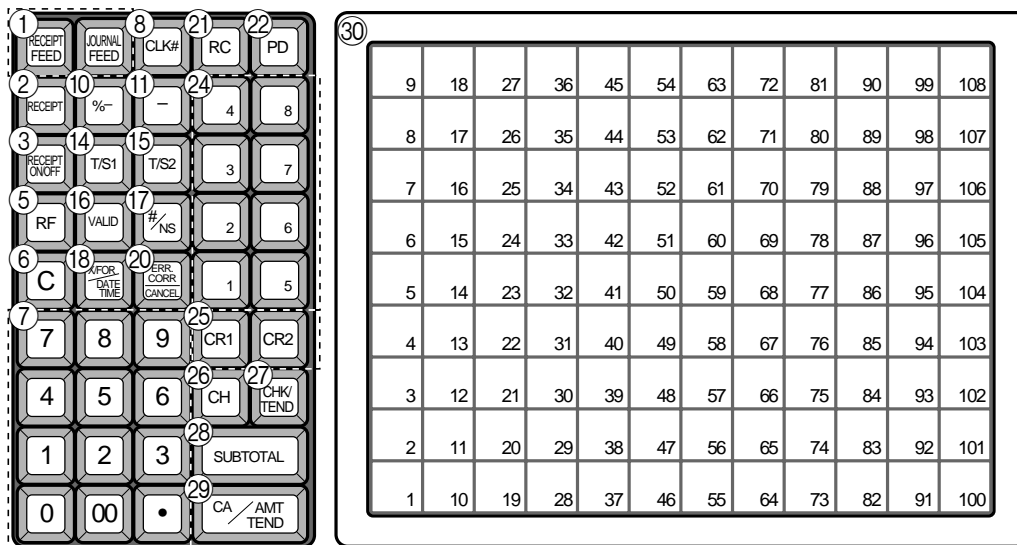 ① ⑧ ㉑ ㉒ ㉚
RECEIPT FEED JOURNAL FEED CLK# RC PD
② ⑩ ⑪ ㉔
RECEIPT %− − 4 8
③ ⑭ ⑮
RECEIPT ON/OFF T/S1 T/S2 3 7
⑤ ⑯ ⑰
RF VALID #/NS 2 6
⑥ ⑱ ⑳
C X/FOR DATE TIME ERR. CORR CANCEL 1 5
⑦ ㉕
7 8 9 CR1 CR2
㉖ ㉗
4 5 6 CH CHK/TEND
㉘
1 2 3 SUBTOTAL
㉙
0 00 • CA/AMT TEND
9 18 27 36 45 54 63 72 81 90 99 108
8 17 26 35 44 53 62 71 80 89 98 107
7 16 25 34 43 52 61 70 79 88 97 106
6 15 24 33 42 51 60 69 78 87 96 105
5 14 23 32 41 50 59 68 77 86 95 104
4 13 22 31 40 49 58 67 76 85 94 103
3 12 21 30 39 48 57 66 75 84 93 102
2 11 20 29 38 47 56 65 74 83 92 101
1 10 19 28 37 46 55 64 73 82 91 100